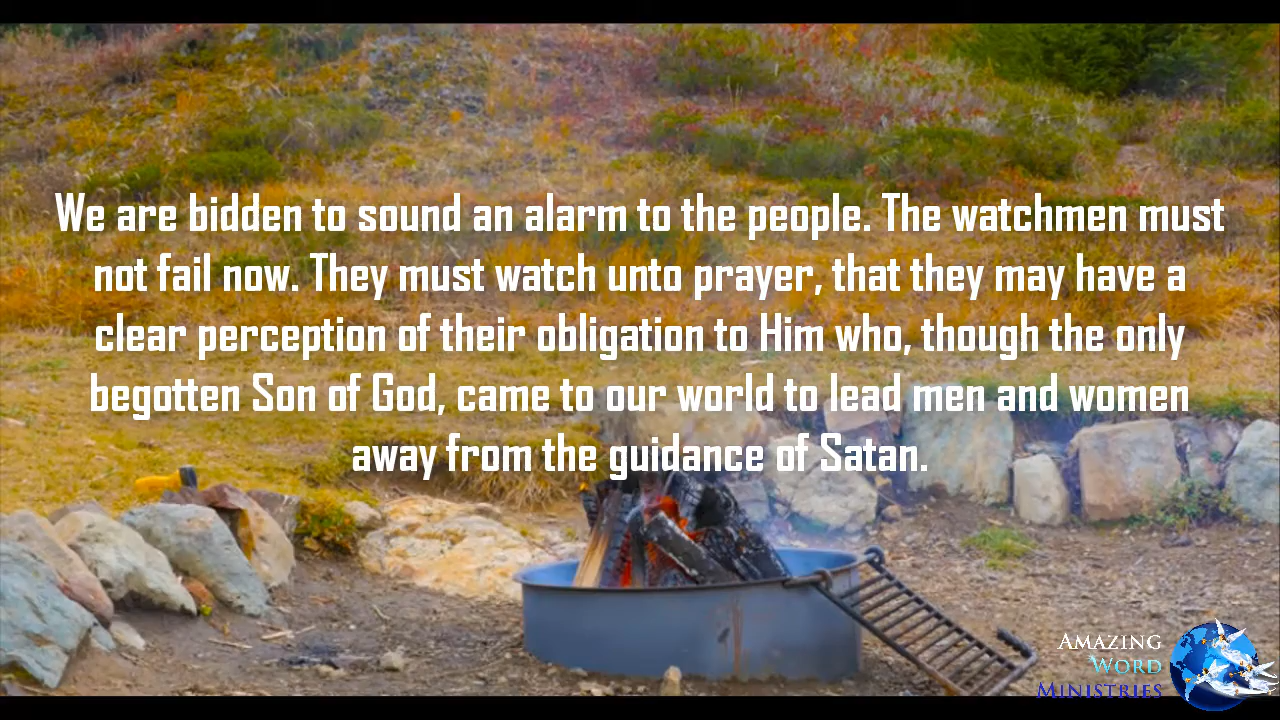 We are bidden to sound an alarm to the people. The watchmen must
not fail now. They must watch unto prayer, that they may have a
clear perception of their obligation to Him who, though the only
begotten Son of God, came to our world to lead men and women
away from the guidance of Satan.
AMAZING
WORD
MINISTRIES